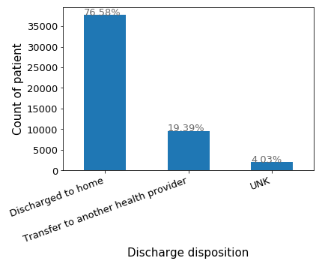 76.58%
35000
30000
25000
20000
15000
10000
5000
0
Count of patient
19.39%
4.03%
Discharged to home
Transfer to another health provider
UNK
Discharge disposition